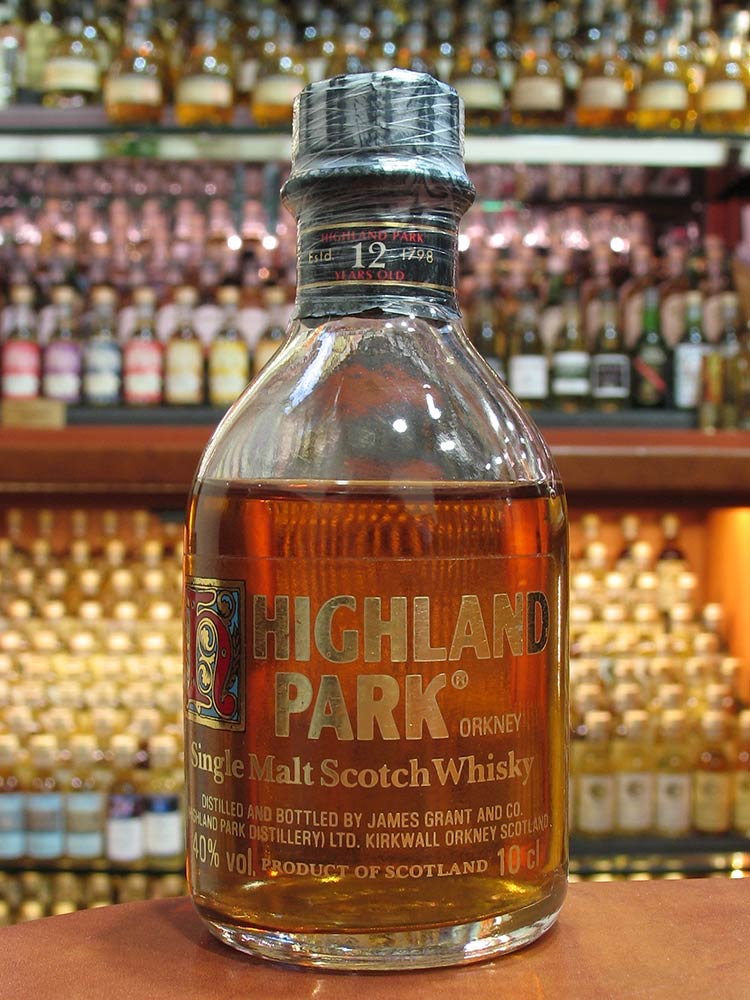 HIGHLAND PARK
Estd. 12 1798
YEARS OLD
HIGHLAND
PARK®
ORKNEY
Single Malt Scotch Whisky
DISTILLED AND BOTTLED BY JAMES GRANT AND CO.
(HIGHLAND PARK DISTILLERY) LTD. KIRKWALL ORKNEY SCOTLAND
40% vol. PRODUCT OF SCOTLAND 10 cl